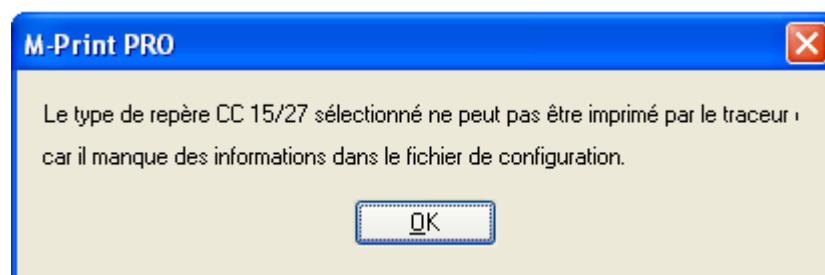 M-Print PRO
Le type de repère CC 15/27 sélectionné ne peut pas être imprimé par le traceur
car il manque des informations dans le fichier de configuration.
OK